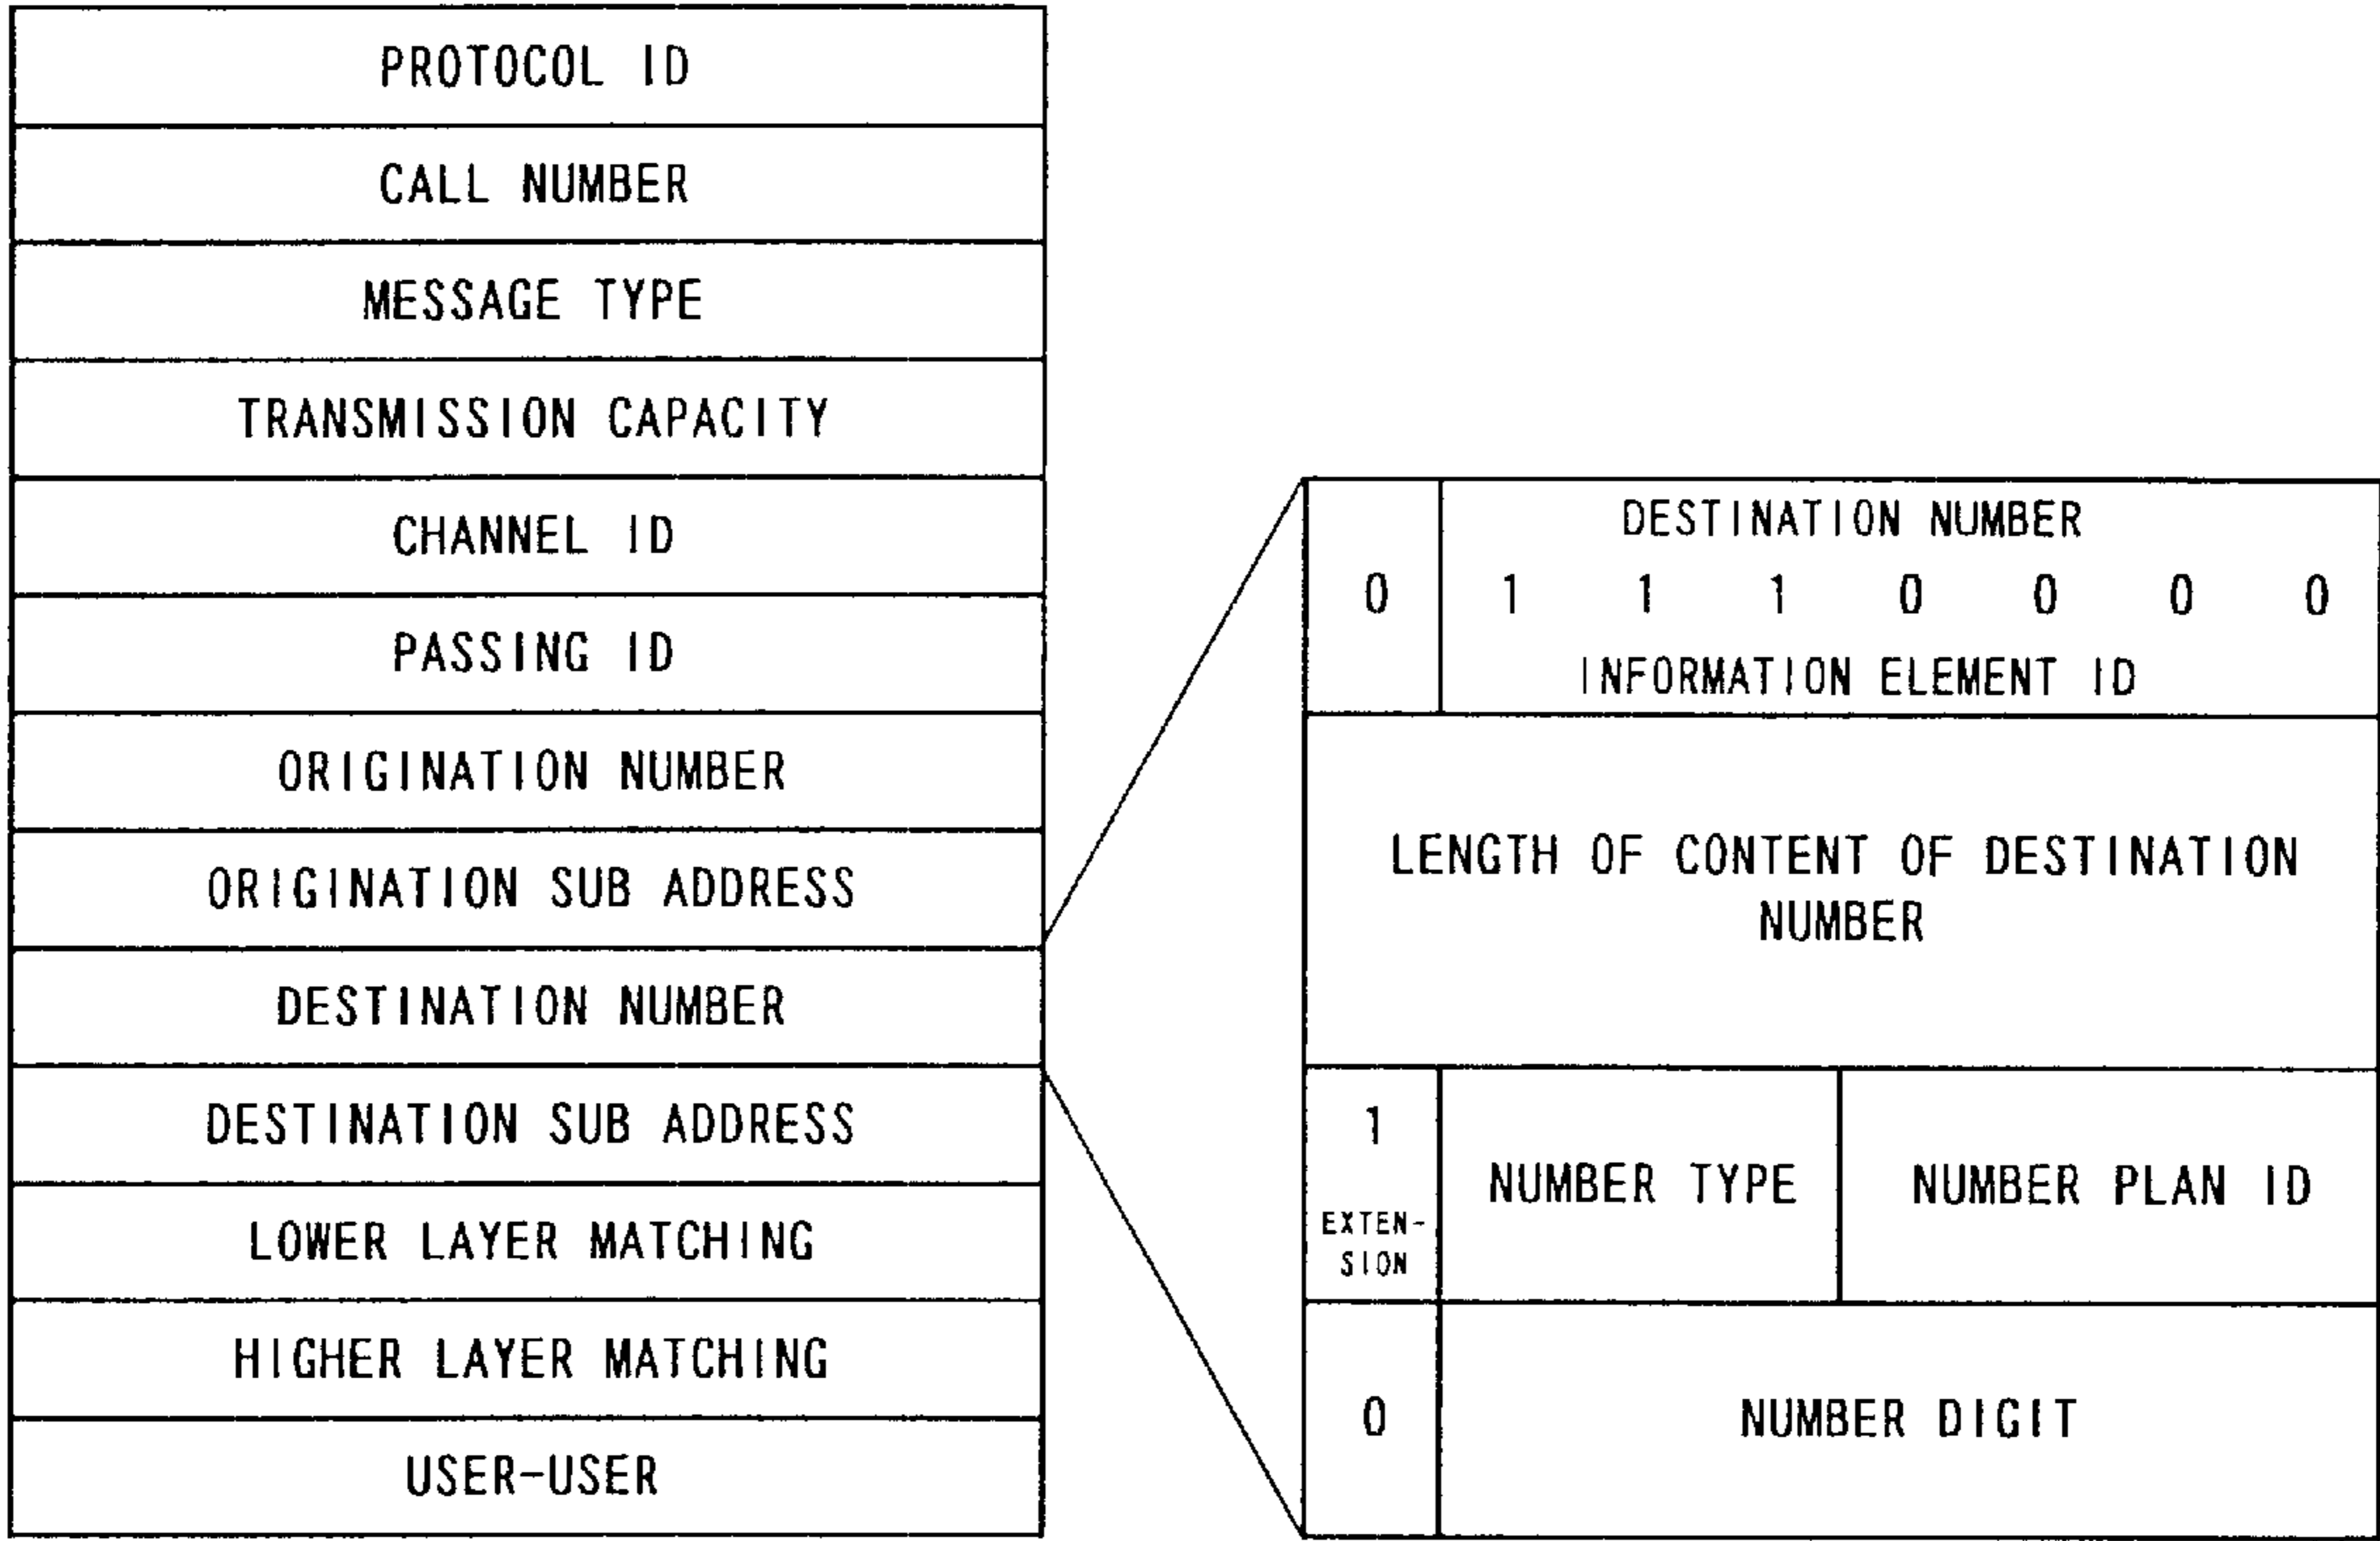 PROTOCOL ID
CALL NUMBER
MESSAGE TYPE
TRANSMISSION CAPACITY
CHANNEL ID
PASSING ID
ORIGINATION NUMBER
ORIGINATION SUB ADDRESS
DESTINATION NUMBER
DESTINATION SUB ADDRESS
LOWER LAYER MATCHING
HIGHER LAYER MATCHING
USER-USER
DESTINATION NUMBER
0 1 1 1 0 0 0 0
INFORMATION ELEMENT ID
LENGTH OF CONTENT OF DESTINATION
NUMBER
1
EXTEN-
SION
NUMBER TYPE
NUMBER PLAN ID
0
NUMBER DIGIT